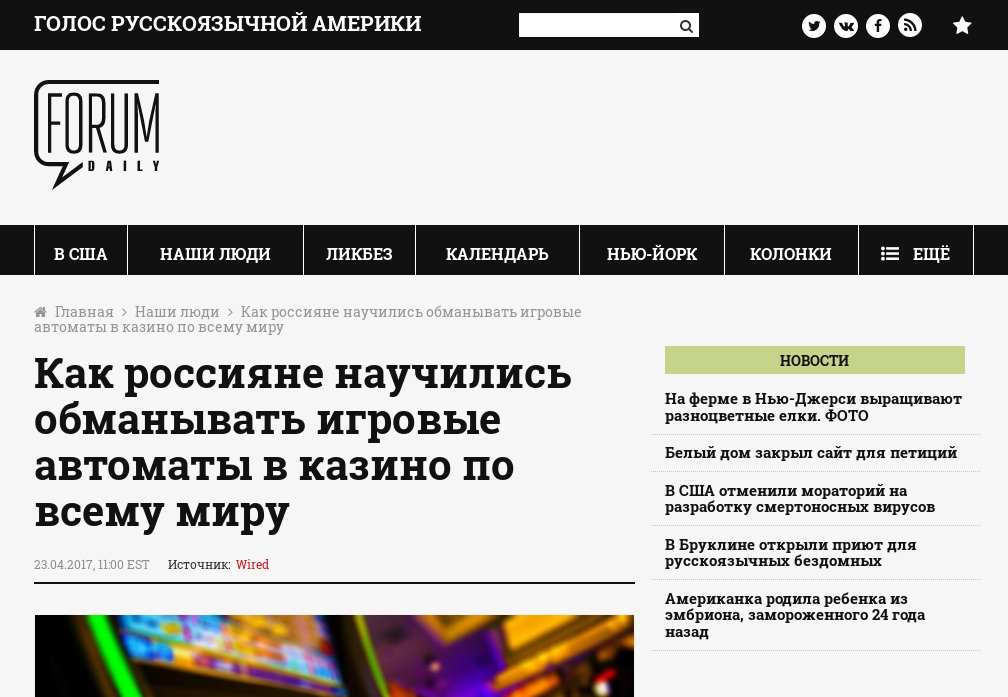 ГОЛОС РУССКОЯЗЫЧНОЙ АМЕРИКИ
FORUM
DAILY
В США
НАШИ ЛЮДИ
ЛИКБЕЗ
КАЛЕНДАРЬ
НЬЮ-ЙОРК
КОЛОНКИ
ЕЩЁ
Главная > Наши люди > Как россияне научились обманывать игровые
автоматы в казино по всему миру
Как россияне научились
обманывать игровые
автоматы в казино по
всему миру
23.04.2017, 11:00 EST Источник: Wired
НОВОСТИ
На ферме в Нью-Джерси выращивают
разноцветные елки. ФОТО
Белый дом закрыл сайт для петиций
В США отменили мораторий на
разработку смертоносных вирусов
В Бруклине открыли приют для
русскоязычных бездомных
Американка родила ребенка из
эмбриона, замороженного 24 года
назад